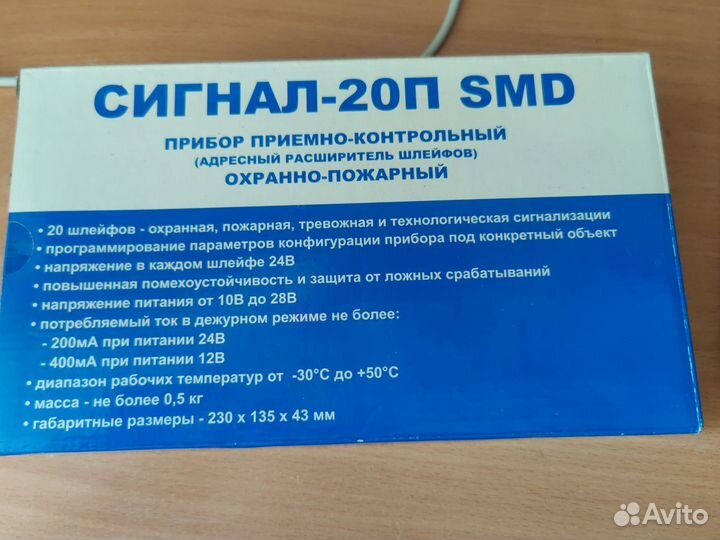 СИГНАЛ-20П SMD
ПРИБОР ПРИЕМНО-КОНТРОЛЬНЫЙ
(АДРЕСНЫЙ РАСШИРИТЕЛЬ ШЛЕЙФОВ)
ОХРАННО-ПОЖАРНЫЙ
• 20 шлейфов - охранная, пожарная, тревожная и технологическая сигнализации
• программирование параметров конфигурации прибора под конкретный объект
• напряжение в каждом шлейфе 24В
• повышенная помехоустойчивость и защита от ложных срабатываний
• напряжение питания от 10В до 28В
• потребляемый ток в дежурном режиме не более:
- 200мА при питании 24В
- 400мА при питании 12В
• диапазон рабочих температур от -30°С до +50°С
• масса - не более 0,5 кг
• габаритные размеры - 230 х 135 х 43 мм
Avito